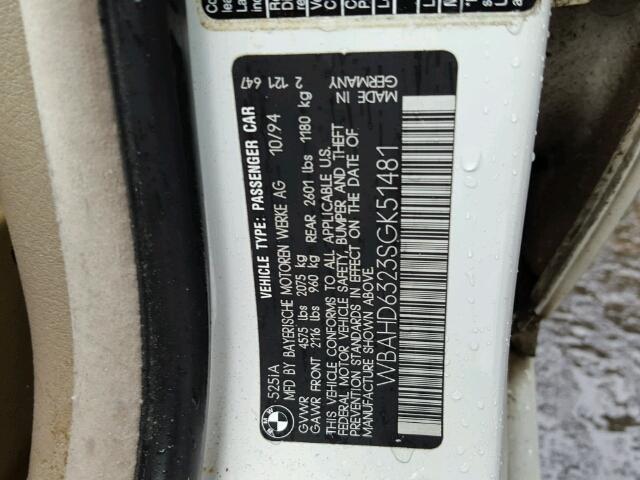 BMW
525iA
VEHICLE TYPE: PASSENGER CAR
MFD BY BAYERISCHE MOTOREN WERKE AG 10/94
GVWR 4575 lbs 2075 kg
GAWR FRONT 2116 lbs 960 kg REAR 2601 lbs 1180 kg
THIS VEHICLE CONFORMS TO ALL APPLICABLE U.S.
FEDERAL MOTOR VEHICLE SAFETY, BUMPER AND THEFT
PREVENTION STANDARDS IN EFFECT ON THE DATE OF
MANUFACTURE SHOWN ABOVE
WBAHD6323SGK51481
2 121 647
MADE IN
GERMANY